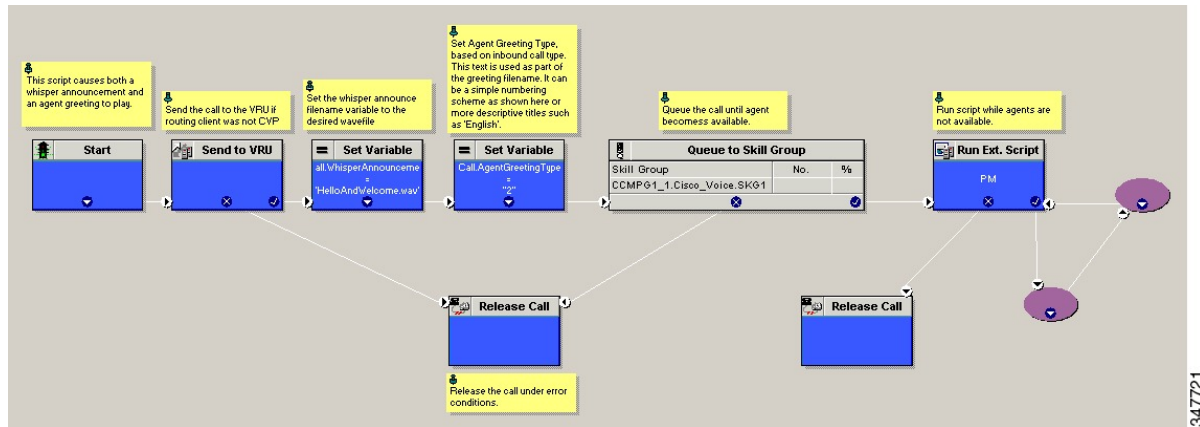 This script causes both a
whisper announcement and
an agent greeting to play.
Send the call to the VRU if
routing client was not CVP
Set the whisper announce
filename variable to the
desired wavefile
Set Agent Greeting Type,
based on inbound call type.
This text is used as part of
the greeting filename. It can
be a simple numbering
scheme as shown here or
more descriptive titles such
as 'English'.
Queue the call until agent
becomess available.
Run script while agents are
not available.
Start
Send to VRU
Set Variable
all.WhisperAnnounceme
=
'HelloAndWelcome.wav'
Set Variable
Call.AgentGreetingType
=
"2"
Queue to Skill Group
Skill Group No. %
CCMPG1_1.Cisco_Voice.SKG1
Run Ext. Script
PM
Release Call
Release the call under error
conditions.
Release Call
347721